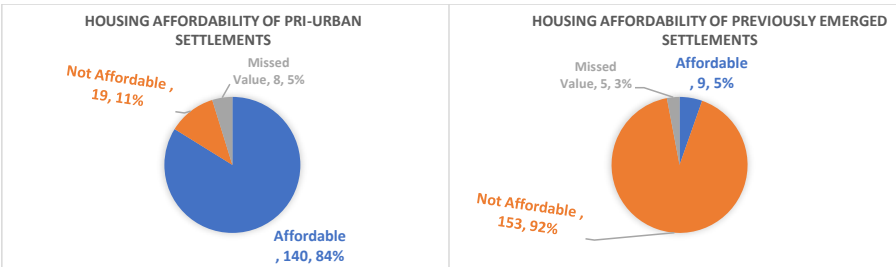 HOUSING AFFORDABILITY OF PRI-URBAN
SETTLEMENTS
Missed
Value, 8, 5%
Not Affordable ,
19, 11%
Affordable
, 140, 84%
HOUSING AFFORDABILITY OF PREVIOUSLY EMERGED
SETTLEMENTS
Missed
Value, 5, 3%
Affordable
, 9, 5%
Not Affordable ,
153, 92%